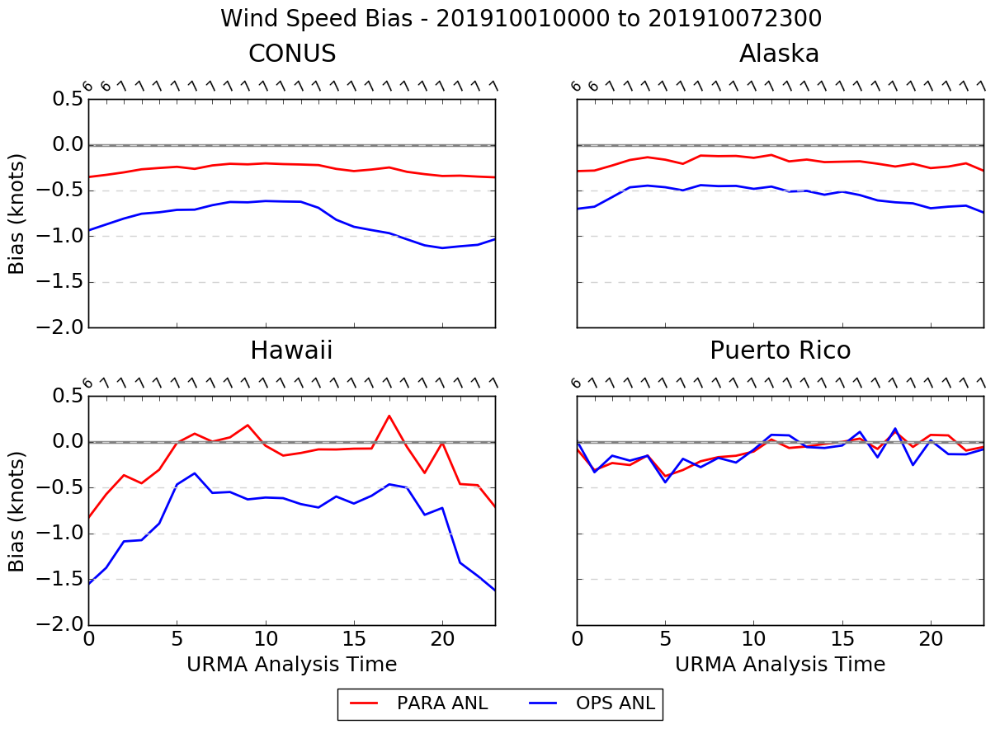 Wind Speed Bias - 201910010000 to 201910072300
CONUS
Alaska
6 6 7 7 7 7 7 7 7 7 7 7 7 7 7 7 7 7 7 7 7 7 7 7
6 6 7 7 7 7 7 7 7 7 7 7 7 7 7 7 7 7 7 7 7 7 7 7
0.5
0.0
−0.5
−1.0
−1.5
−2.0
Bias (knots)
Hawaii
Puerto Rico
6 7 7 7 7 7 7 7 7 7 7 7 7 7 7 7 7 7 7 7 7 7 7 7
6 7 7 7 7 7 7 7 7 7 7 7 7 7 7 7 7 7 7 7 7 7 7 7
0.5
0.0
−0.5
−1.0
−1.5
−2.0
Bias (knots)
0 5 10 15 20
0 5 10 15 20
URMA Analysis Time
URMA Analysis Time
PARA ANL
OPS ANL